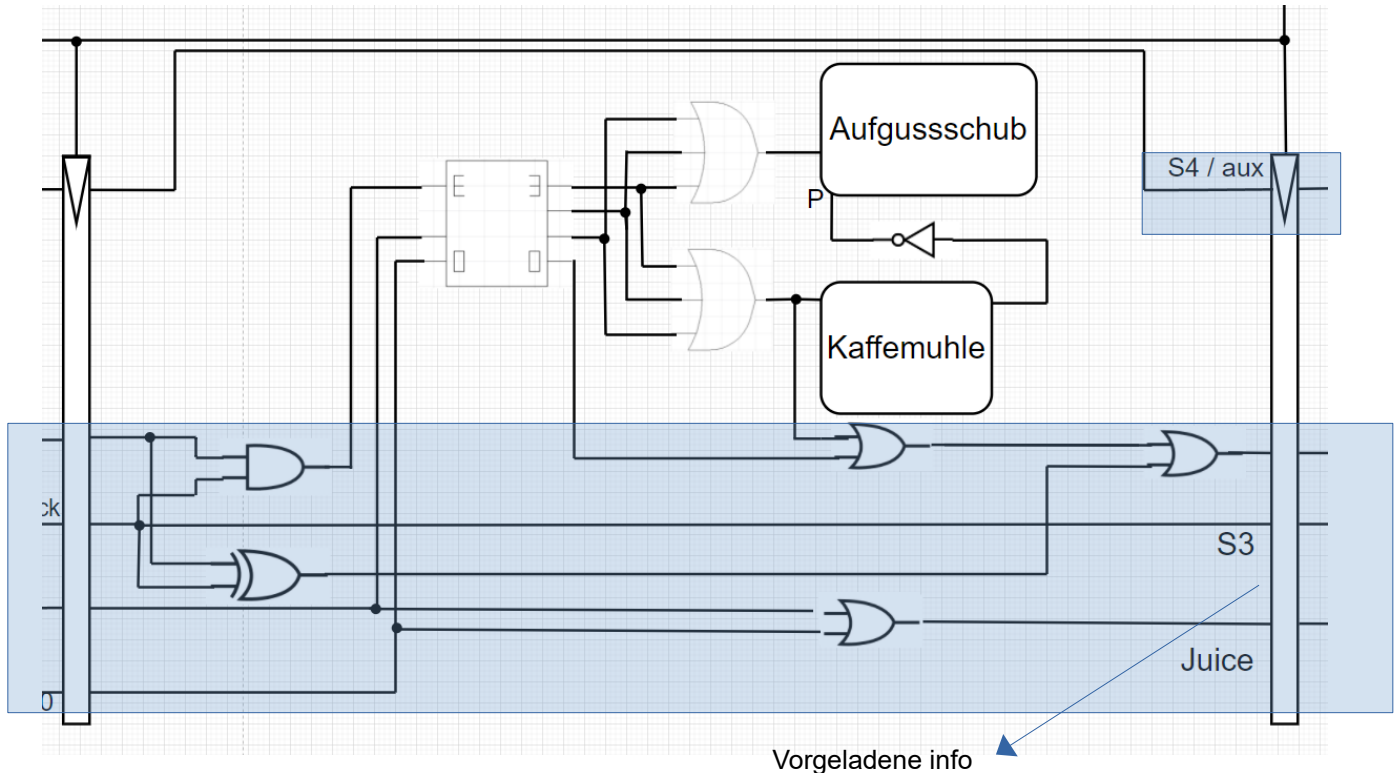 Aufgussschub
S4 / aux
P
Kaffemuhle
ck
S3
Juice
0
Vorgeladene info